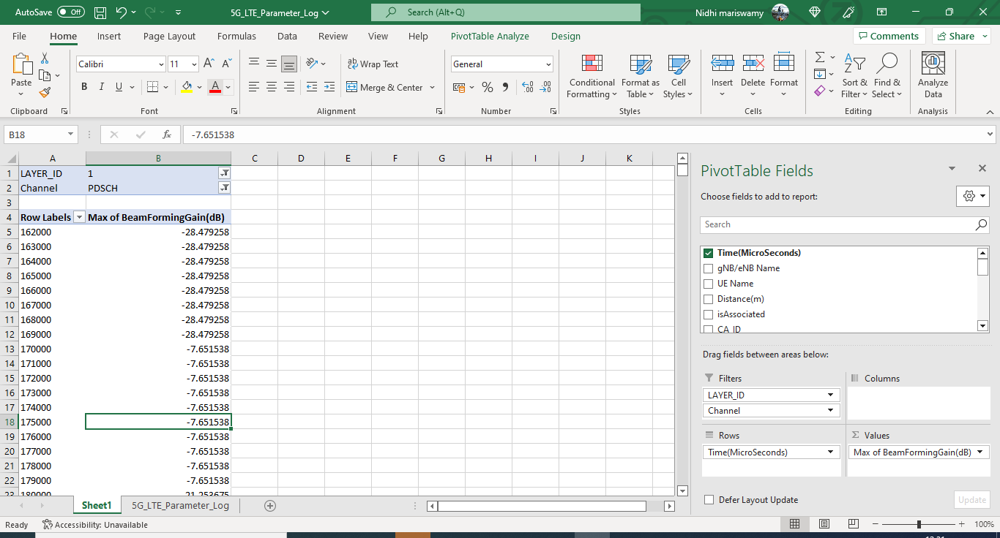 AutoSave Off 5G_LTE_Parameter_Log Search (Alt+Q) Nidhi mariswamy
File Home Insert Page Layout Formulas Data Review View Help PivotTable Analyze Design Comments Share
Calibri 11 A A ab Wrap Text General
Paste B I U A Merge & Center % Conditional Formatting Format as Table Cell Styles Insert Delete Format Sort & Filter Find & Select Analyze Data
Clipboard Font Alignment Number Styles Cells Editing Analysis
B18 fx -7.651538
A B C D E F G H I J K
1 LAYER_ID 1
2 Channel PDSCH
3
4 Row Labels Max of BeamFormingGain(dB)
5 162000 -28.479258
6 163000 -28.479258
7 164000 -28.479258
8 165000 -28.479258
9 166000 -28.479258
10 167000 -28.479258
11 168000 -28.479258
12 169000 -28.479258
13 170000 -7.651538
14 171000 -7.651538
15 172000 -7.651538
16 173000 -7.651538
17 174000 -7.651538
18 175000 -7.651538
19 176000 -7.651538
20 177000 -7.651538
21 178000 -7.651538
22 179000 -7.651538
PivotTable Fields
Choose fields to add to report:
Search
Time(MicroSeconds)
gNB/eNB Name
UE Name
Distance(m)
isAssociated
CA_ID
Drag fields between areas below:
Filters Columns
LAYER_ID
Channel
Rows Σ Values
Time(MicroSeconds) Max of BeamFormingGain(dB)
Defer Layout Update Update
Sheet1 5G_LTE_Parameter_Log
Ready Accessibility: Unavailable 100%